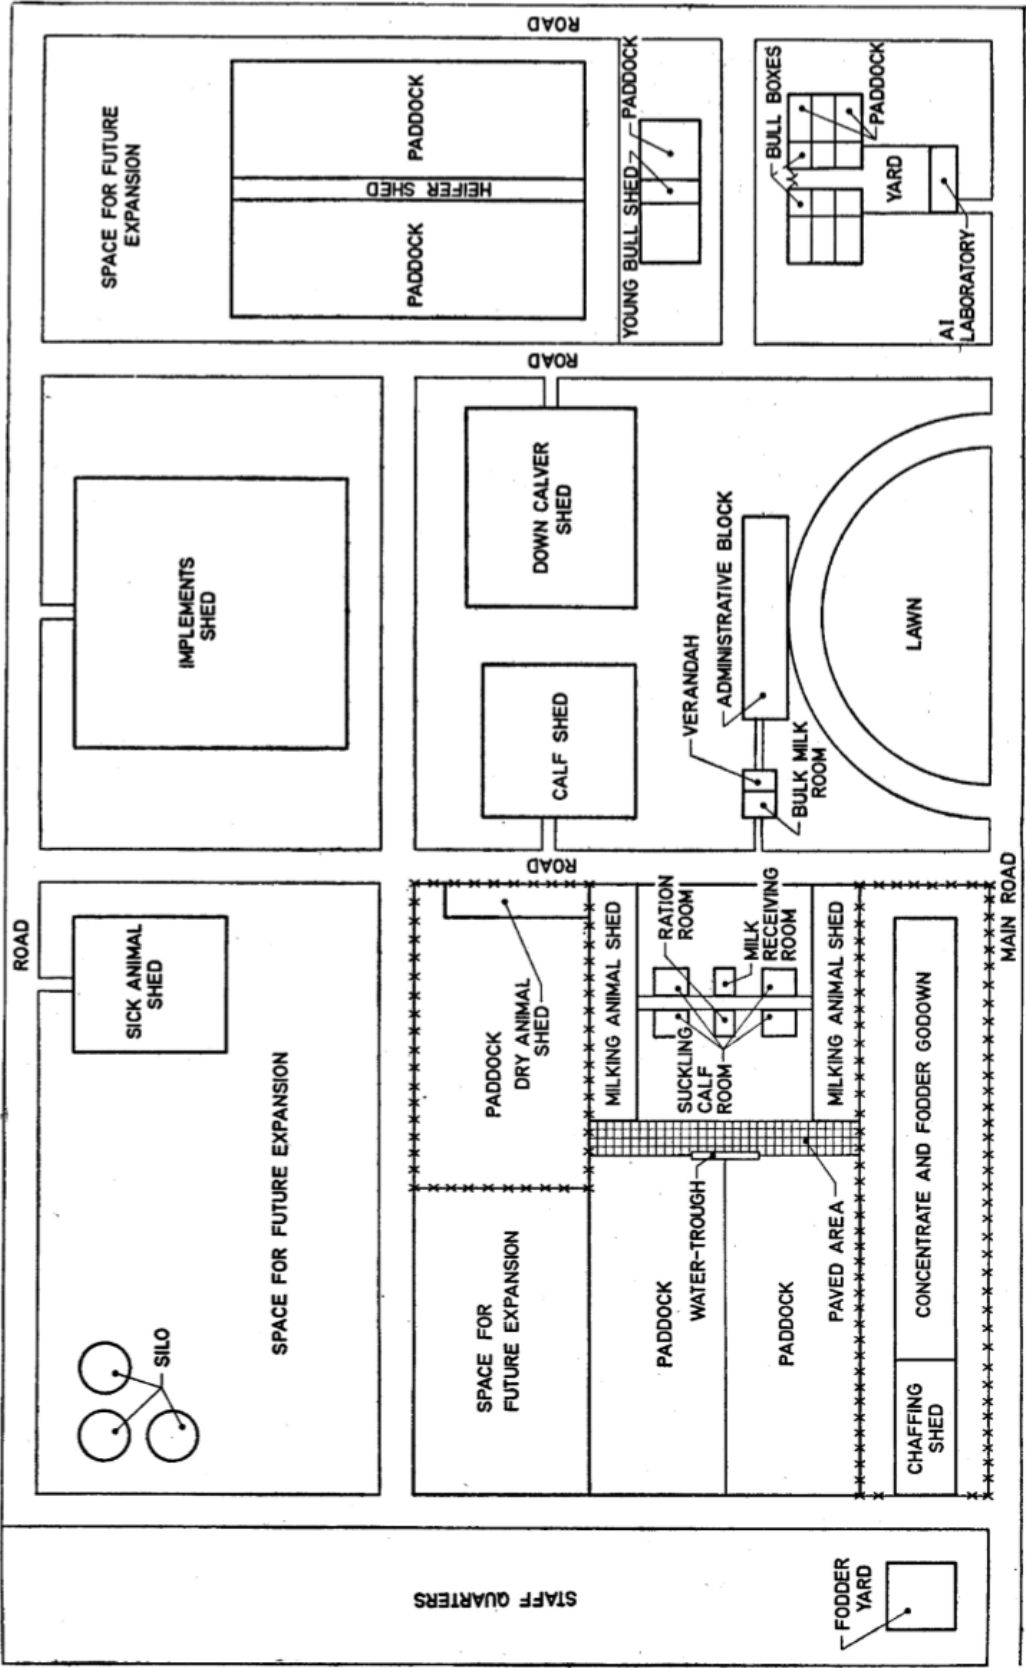 ROAD
SILO
SICK ANIMAL
SHED
SPACE FOR FUTURE EXPANSION
IMPLEMENTS
SHED
SPACE FOR FUTURE
EXPANSION
PADDOCK
HEIFER SHED
PADDOCK
ROAD
STAFF QUARTERS
SPACE FOR
FUTURE EXPANSION
PADDOCK
DRY ANIMAL
SHED
ROAD
CALF SHED
DOWN CALVER
SHED
ROAD
YOUNG BULL SHED
PADDOCK
PADDOCK
WATER-TROUGH
PADDOCK
PAVED AREA
MILKING ANIMAL SHED
SUCKLING
CALF
ROOM
RATION
ROOM
MILK
RECEIVING
ROOM
MILKING ANIMAL SHED
VERANDAH
ADMINISTRATIVE BLOCK
BULK MILK
ROOM
LAWN
BULL BOXES
PADDOCK
YARD
AI
LABORATORY
FODDER
YARD
CHAFFING
SHED
CONCENTRATE AND FODDER GODOWN
MAIN ROAD